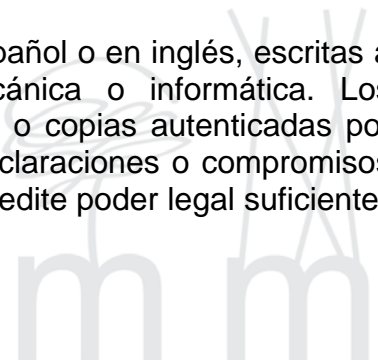 pañol o en inglés, escritas a
cánica o informática. Los
o copias autenticadas po
claraciones o compromisos
edite poder legal suficiente
m m